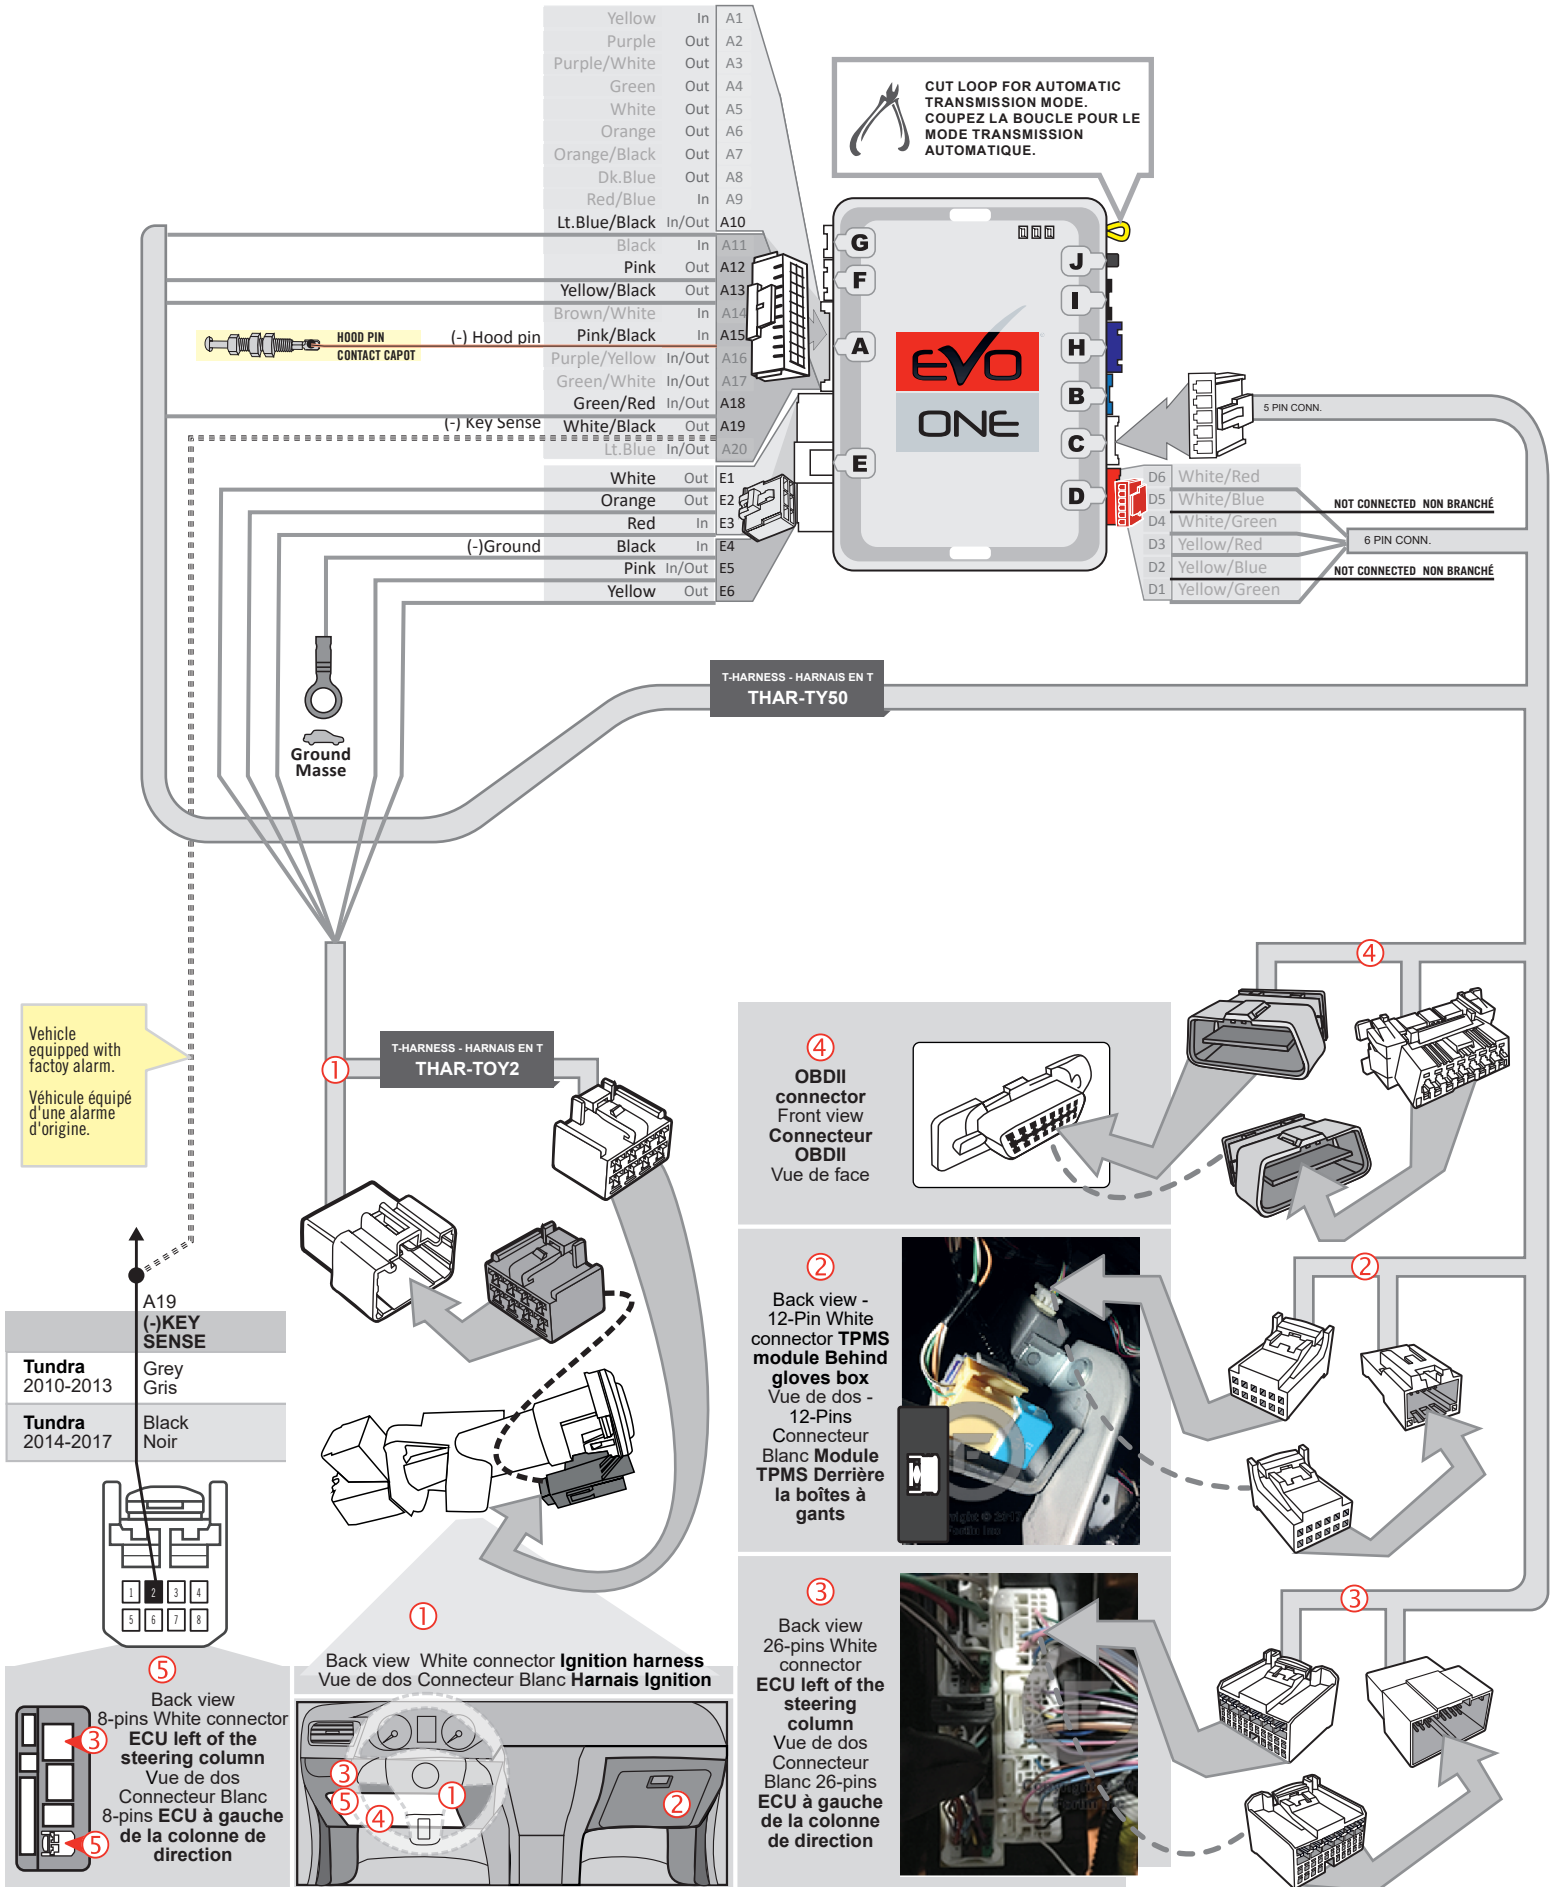 Yellow In A1
Purple Out A2
Purple/White Out A3
Green Out A4
White Out A5
Orange Out A6
Orange/Black Out A7
Dk.Blue Out A8
Red/Blue In A9
Lt.Blue/Black In/Out A10
Black In A11
Pink Out A12
Yellow/Black Out A13
Brown/White In A14
(-) Hood pin Pink/Black In A15
Purple/Yellow In/Out A16
Green/White In/Out A17
Green/Red In/Out A18
(-) Key Sense White/Black Out A19
Lt.Blue In/Out A20
HOOD PIN
CONTACT CAPOT
White Out E1
Orange Out E2
Red In E3
(-)Ground Black In E4
Pink In/Out E5
Yellow Out E6
CUT LOOP FOR AUTOMATIC
TRANSMISSION MODE.
COUPEZ LA BOUCLE POUR LE
MODE TRANSMISSION
AUTOMATIQUE.
G
F
A
E
J
I
H
B
C
D
EVO
ONE
5 PIN CONN.
D6 White/Red
D5 White/Blue
D4 White/Green
D3 Yellow/Red
D2 Yellow/Blue
D1 Yellow/Green
NOT CONNECTED NON BRANCHÉ
6 PIN CONN.
NOT CONNECTED NON BRANCHÉ
Ground
Masse
T-HARNESS - HARNAIS EN T
THAR-TY50
Vehicle
equipped with
factoy alarm.
Véhicule équipé
d'une alarme
d'origine.
1
T-HARNESS - HARNAIS EN T
THAR-TOY2
A19
(-)KEY
SENSE
Tundra
2010-2013
Grey
Gris
Tundra
2014-2017
Black
Noir
1 2 3 4
5 6 7 8
5
Back view
8-pins White connector
ECU left of the
steering column
Vue de dos
Connecteur Blanc
8-pins ECU à gauche
de la colonne de
direction
3
5
1
Back view White connector Ignition harness
Vue de dos Connecteur Blanc Harnais Ignition
3
5
4
1
2
4
4
OBDII
connector
Front view
Connecteur
OBDII
Vue de face
2
2
Back view -
12-Pin White
connector TPMS
module Behind
gloves box
Vue de dos -
12-Pins
Connecteur
Blanc Module
TPMS Derrière
la boîtes à
gants
3
3
Back view
26-pins White
connector
ECU left of the
steering
column
Vue de dos
Connecteur
Blanc 26-pins
ECU à gauche
de la colonne
de direction